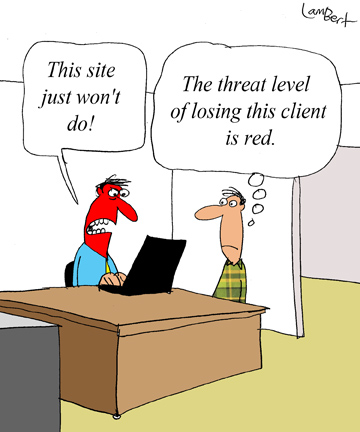 Lambert
This site
just won't
do!
The threat level
of losing this client
is red.